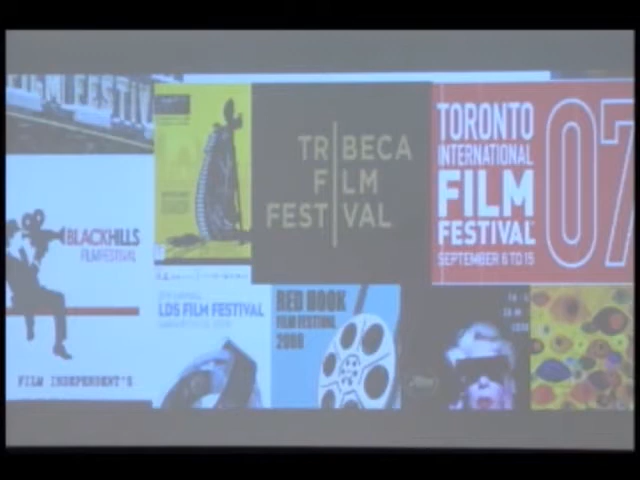 FILM FESTIV
TR BECA
F LM
FEST VAL
TORONTO
INTERNATIONAL
FILM
FESTIVAL
SEPTEMBER 6 TO 15
07
BLACKHILLS
FILMFESTIVAL
FILM INDEPENDENT'S
LDS FILM FESTIVAL
RED HOOK
FILM FESTIVAL
2008